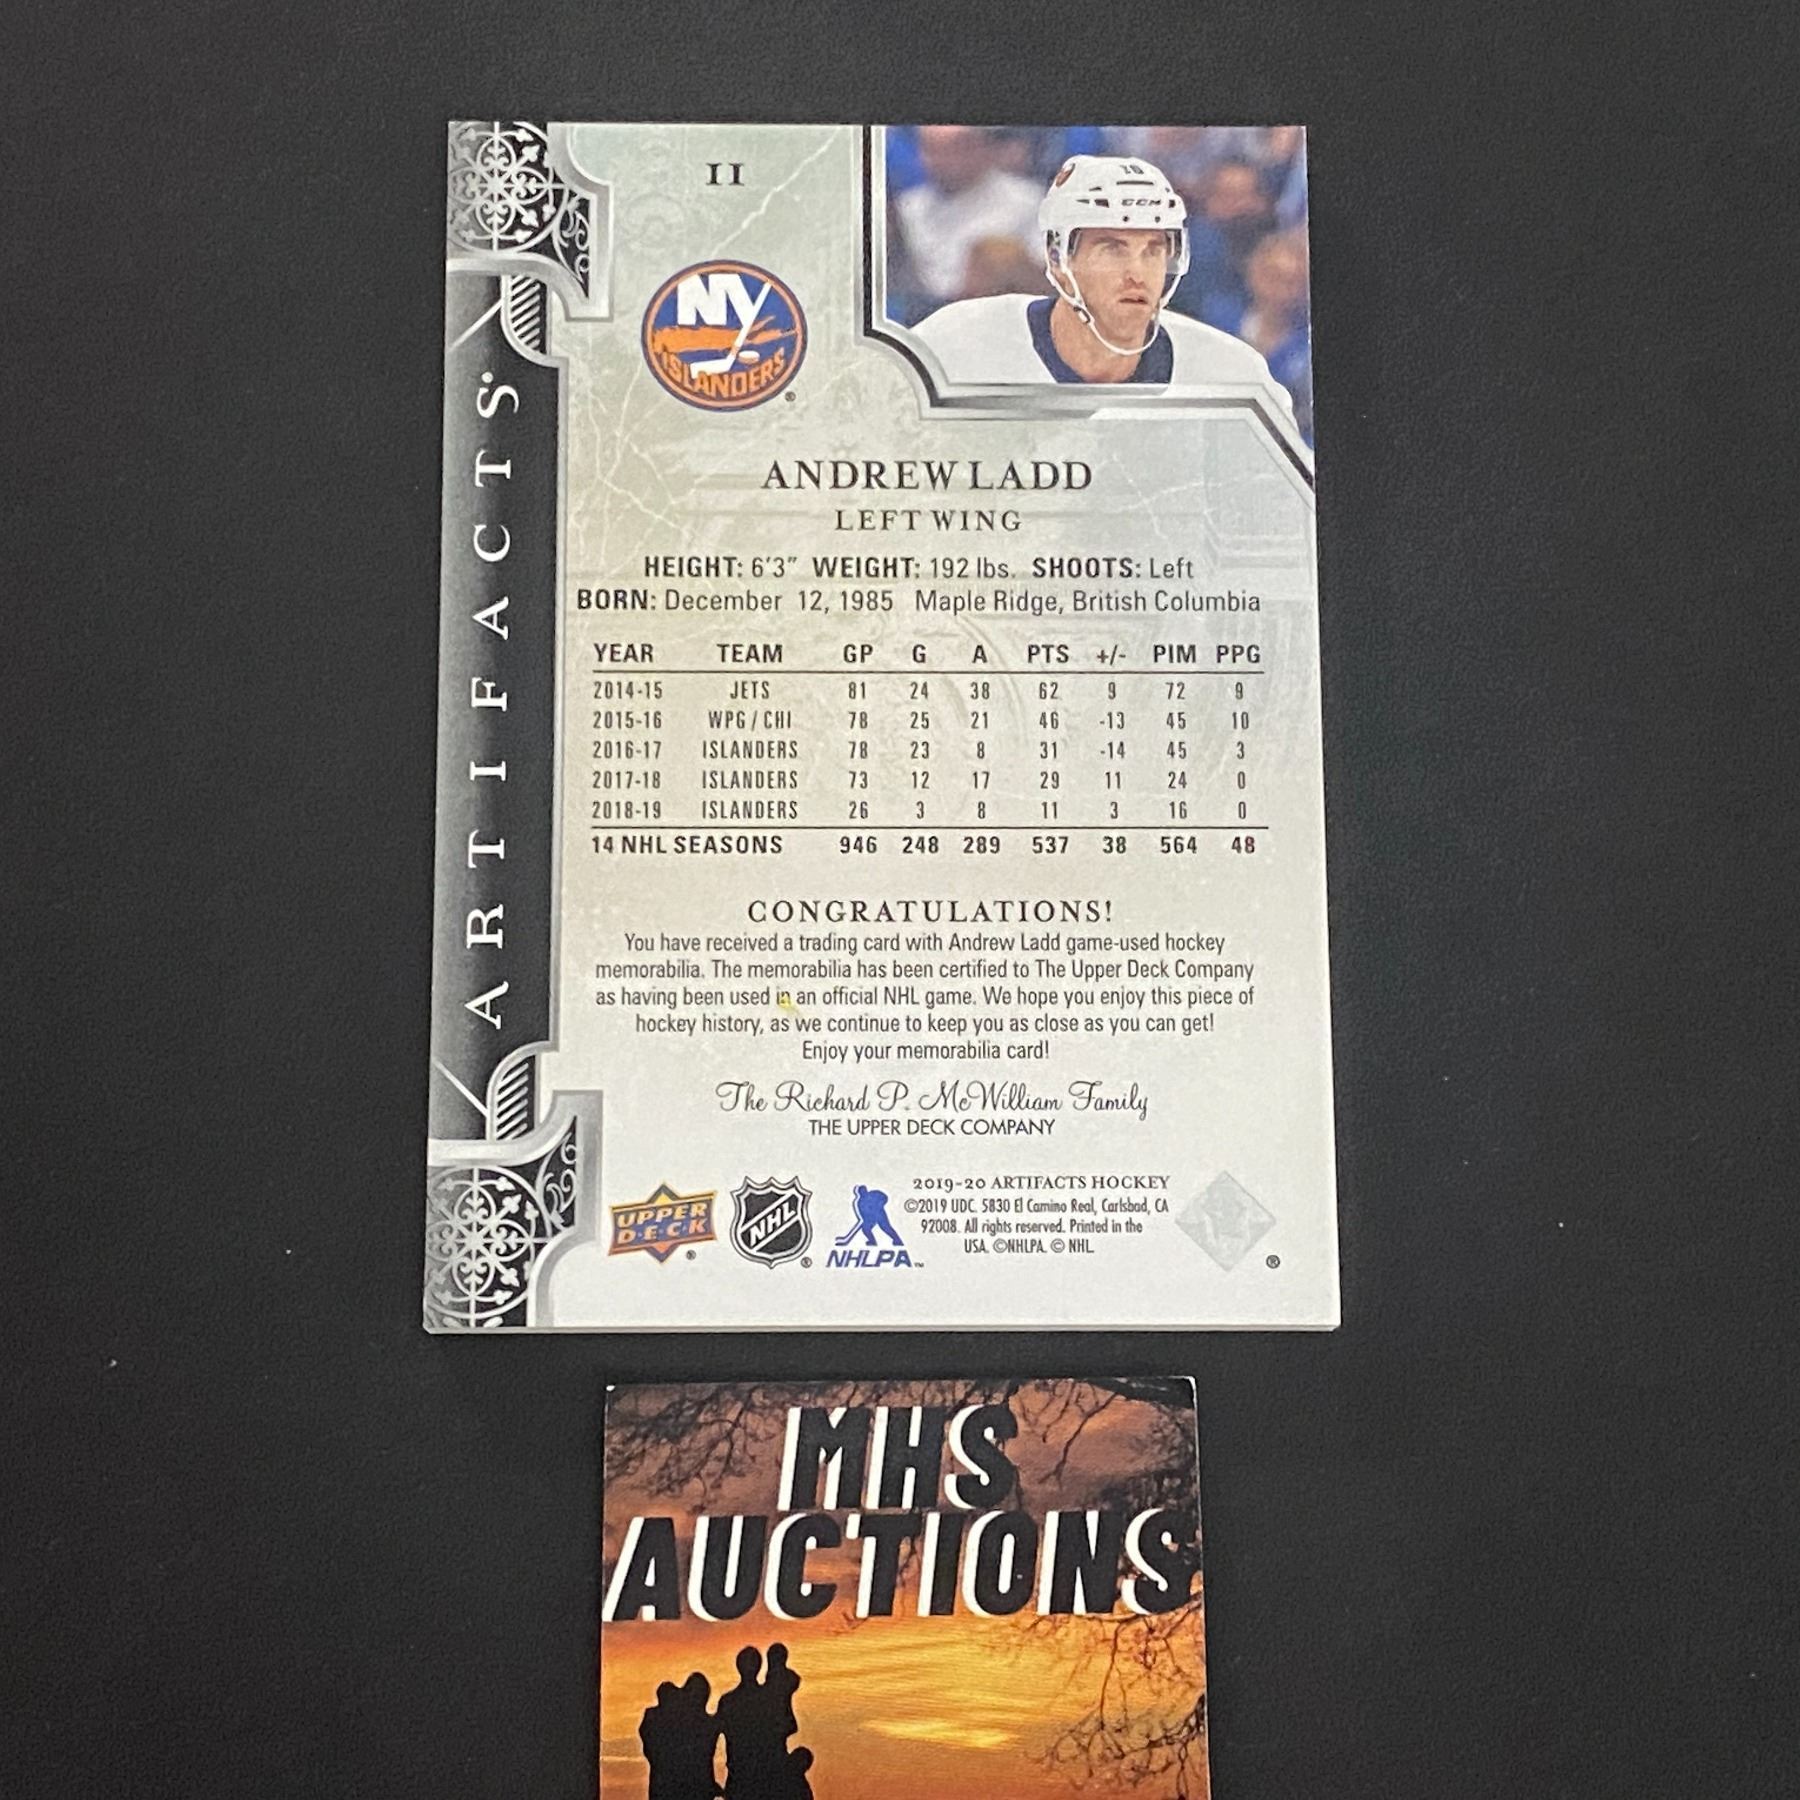 II
16
CCM
NY
ISLANDERS
®
ARTIFACTS
ANDREW LADD
LEFT WING
HEIGHT: 6'3" WEIGHT: 192 lbs. SHOOTS: Left
BORN: December 12, 1985 Maple Ridge, British Columbia
YEAR TEAM GP G A PTS +/- PIM PPG
2014-15 JETS 81 24 38 62 9 72 9
2015-16 WPG / CHI 78 25 21 46 -13 45 10
2016-17 ISLANDERS 78 23 8 31 -14 45 3
2017-18 ISLANDERS 73 12 17 29 11 24 0
2018-19 ISLANDERS 26 3 8 11 3 16 0
14 NHL SEASONS 946 248 289 537 38 564 48
CONGRATULATIONS!
You have received a trading card with Andrew Ladd game-used hockey
memorabilia. The memorabilia has been certified to The Upper Deck Company
as having been used in an official NHL game. We hope you enjoy this piece of
hockey history, as we continue to keep you as close as you can get!
Enjoy your memorabilia card!
The Richard P. McWilliam Family
THE UPPER DECK COMPANY
UPPER
DECK
®
NHL
®
NHLPA™
2019-20 ARTIFACTS HOCKEY
©2019 UDC. 5830 El Camino Real, Carlsbad, CA
92008. All rights reserved. Printed in the
USA. ©NHLPA. © NHL.
®
MHS
AUCTIONS